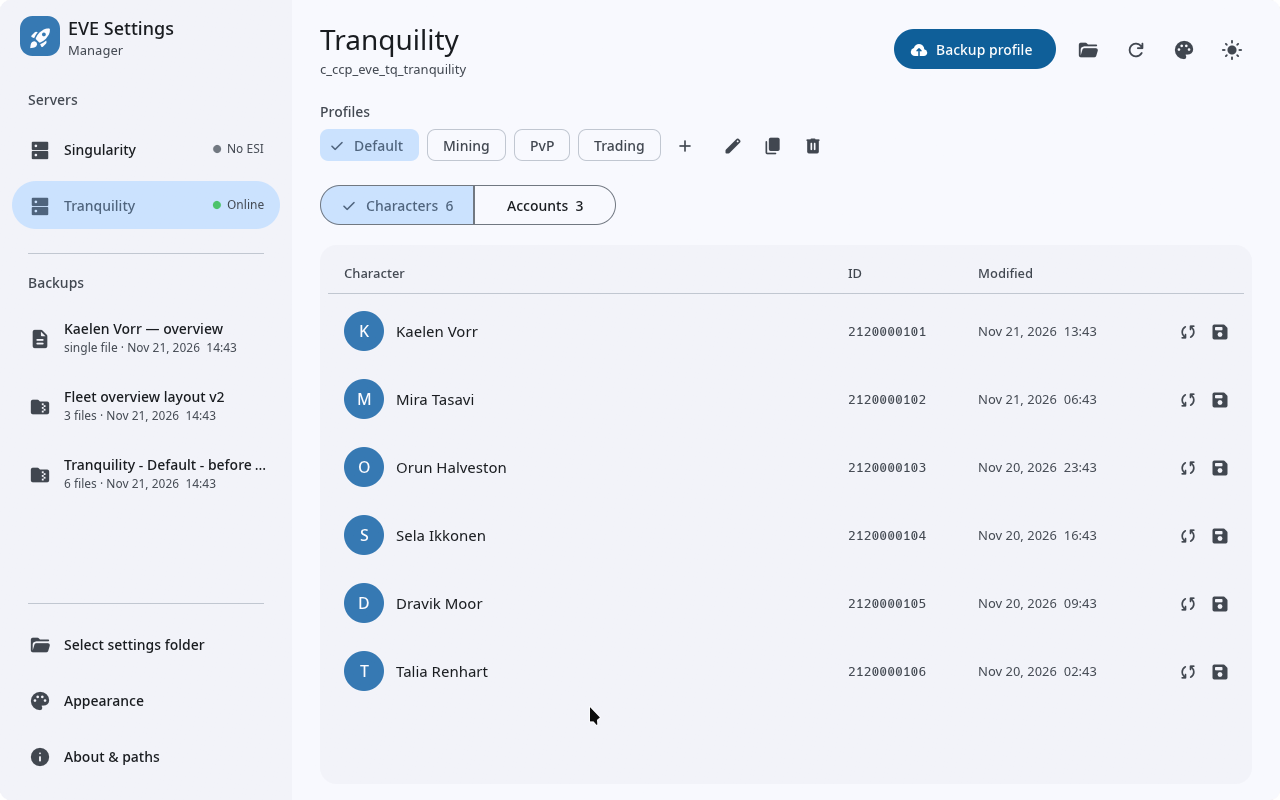 EVE Settings
Manager
Servers
Singularity
No ESI
Tranquility
Online
Backups
Kaelen Vorr — overview
single file · Nov 21, 2026 14:43
Fleet overview layout v2
3 files · Nov 21, 2026 14:43
Tranquility - Default - before ...
6 files · Nov 21, 2026 14:43
Select settings folder
Appearance
About & paths
Tranquility
c_ccp_eve_tq_tranquility
Backup profile
Profiles
Default Mining PvP Trading
Characters 6 Accounts 3
Character ID Modified
K Kaelen Vorr 2120000101 Nov 21, 2026 13:43
M Mira Tasavi 2120000102 Nov 21, 2026 06:43
O Orun Halveston 2120000103 Nov 20, 2026 23:43
S Sela Ikkonen 2120000104 Nov 20, 2026 16:43
D Dravik Moor 2120000105 Nov 20, 2026 09:43
T Talia Renhart 2120000106 Nov 20, 2026 02:43